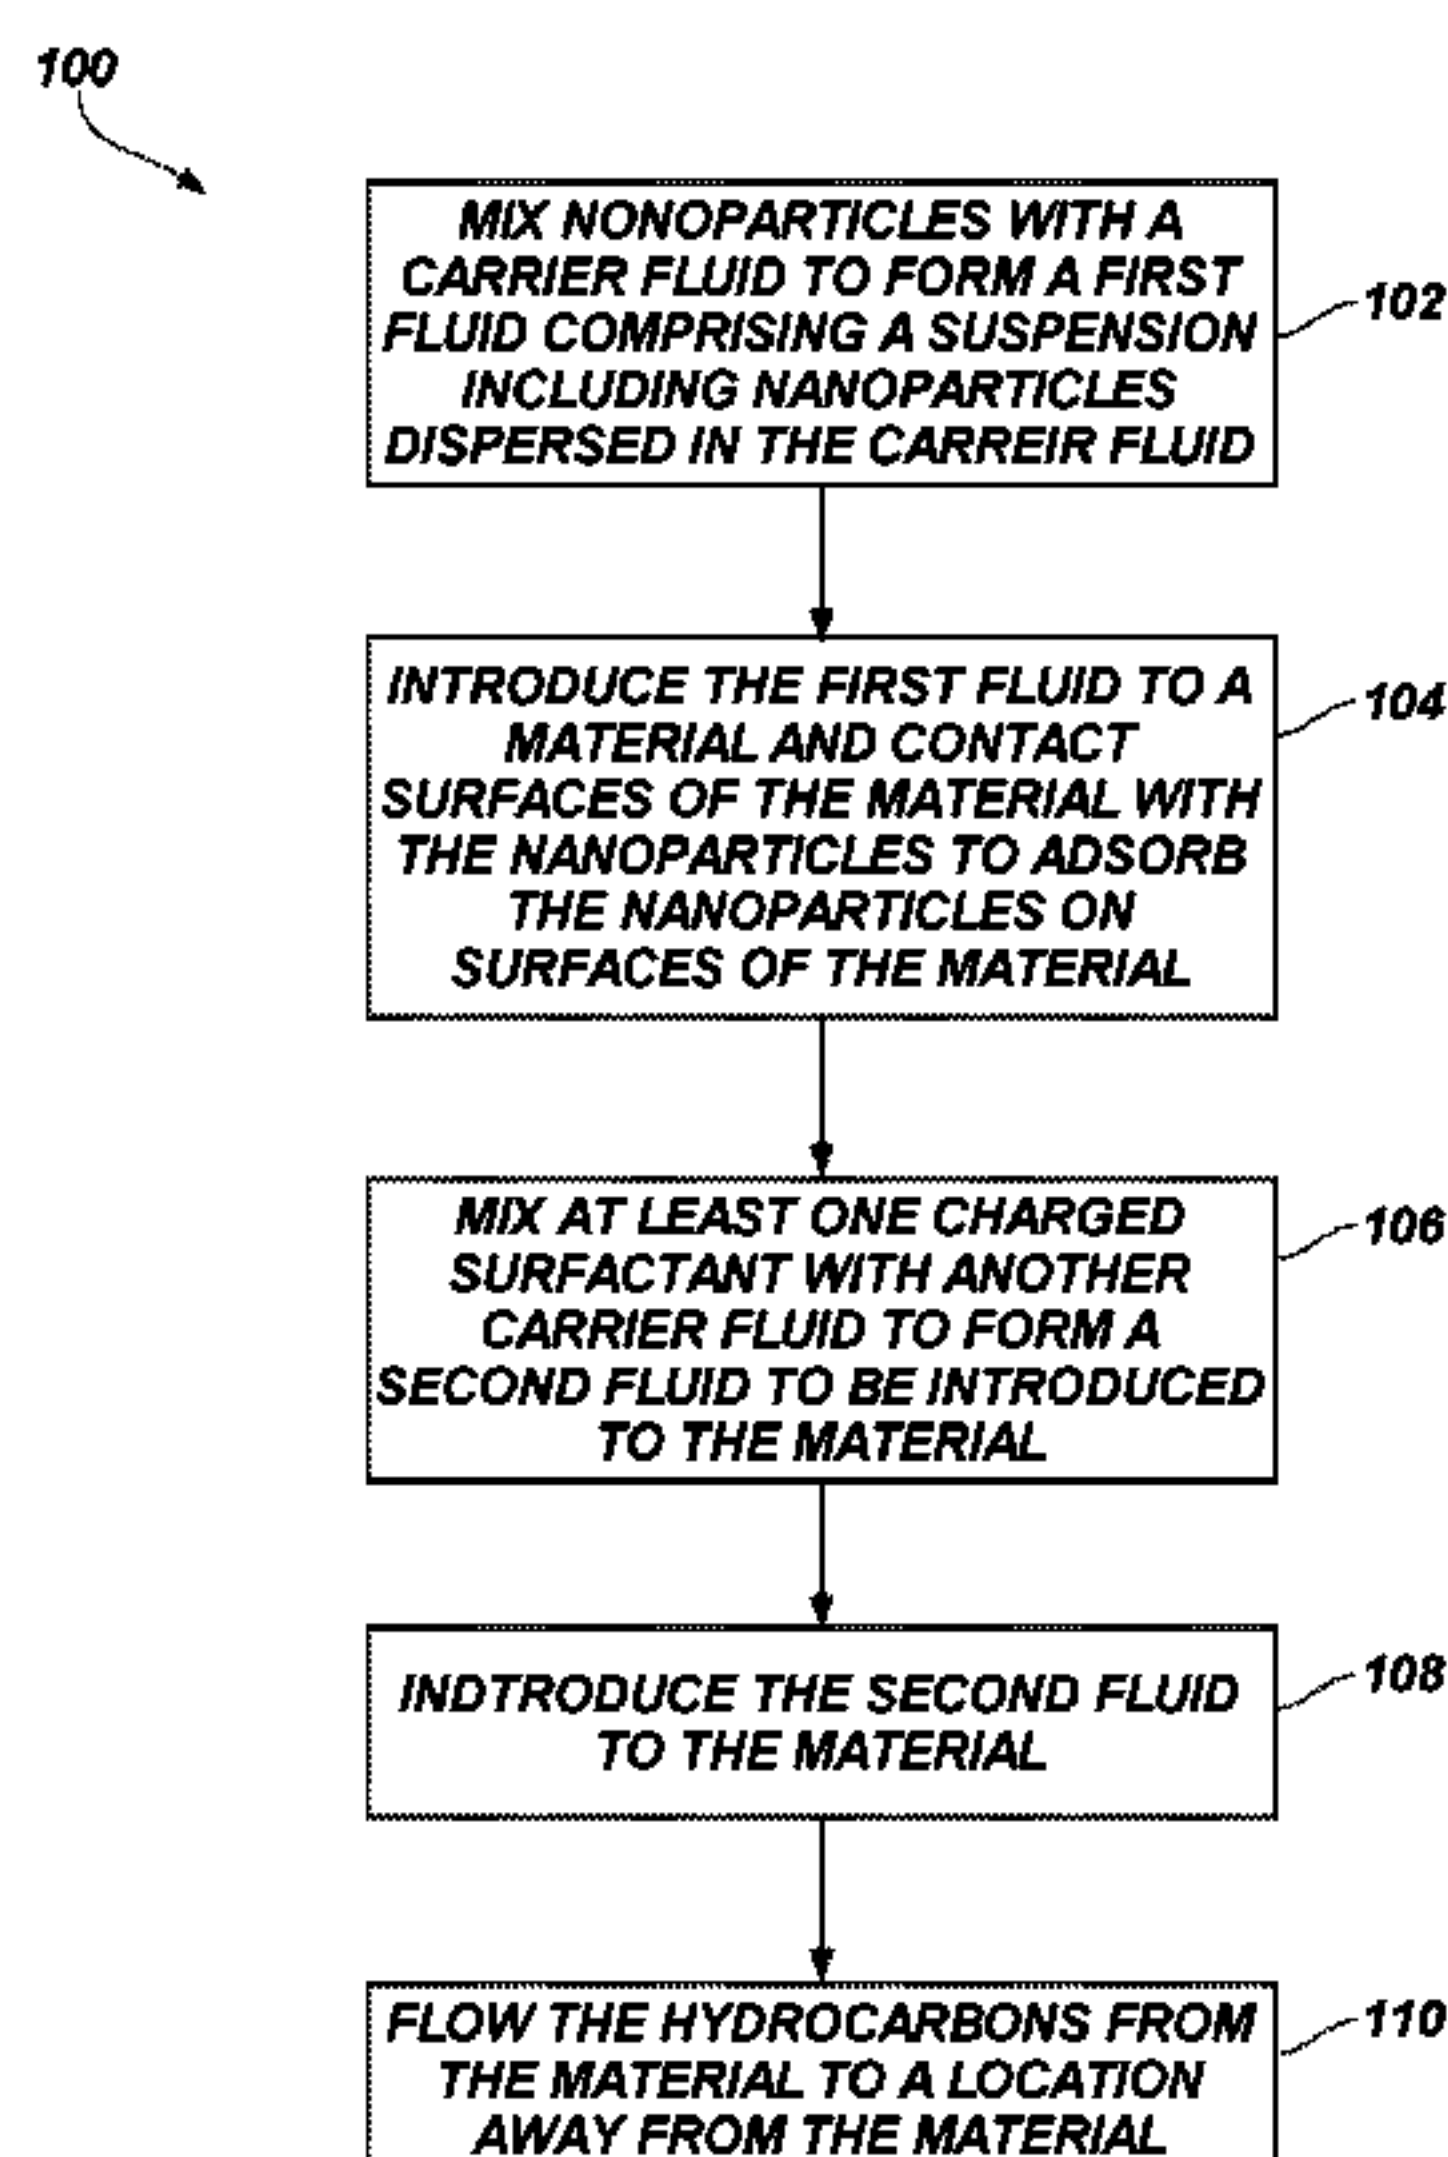 100
MIX NONOPARTICLES WITH A
CARRIER FLUID TO FORM A FIRST
FLUID COMPRISING A SUSPENSION
INCLUDING NANOPARTICLES
DISPERSED IN THE CARREIR FLUID
102
INTRODUCE THE FIRST FLUID TO A
MATERIAL AND CONTACT
SURFACES OF THE MATERIAL WITH
THE NANOPARTICLES TO ADSORB
THE NANOPARTICLES ON
SURFACES OF THE MATERIAL
104
MIX AT LEAST ONE CHARGED
SURFACTANT WITH ANOTHER
CARRIER FLUID TO FORM A
SECOND FLUID TO BE INTRODUCED
TO THE MATERIAL
106
INDTRODUCE THE SECOND FLUID
TO THE MATERIAL
108
FLOW THE HYDROCARBONS FROM
THE MATERIAL TO A LOCATION
AWAY FROM THE MATERIAL
110